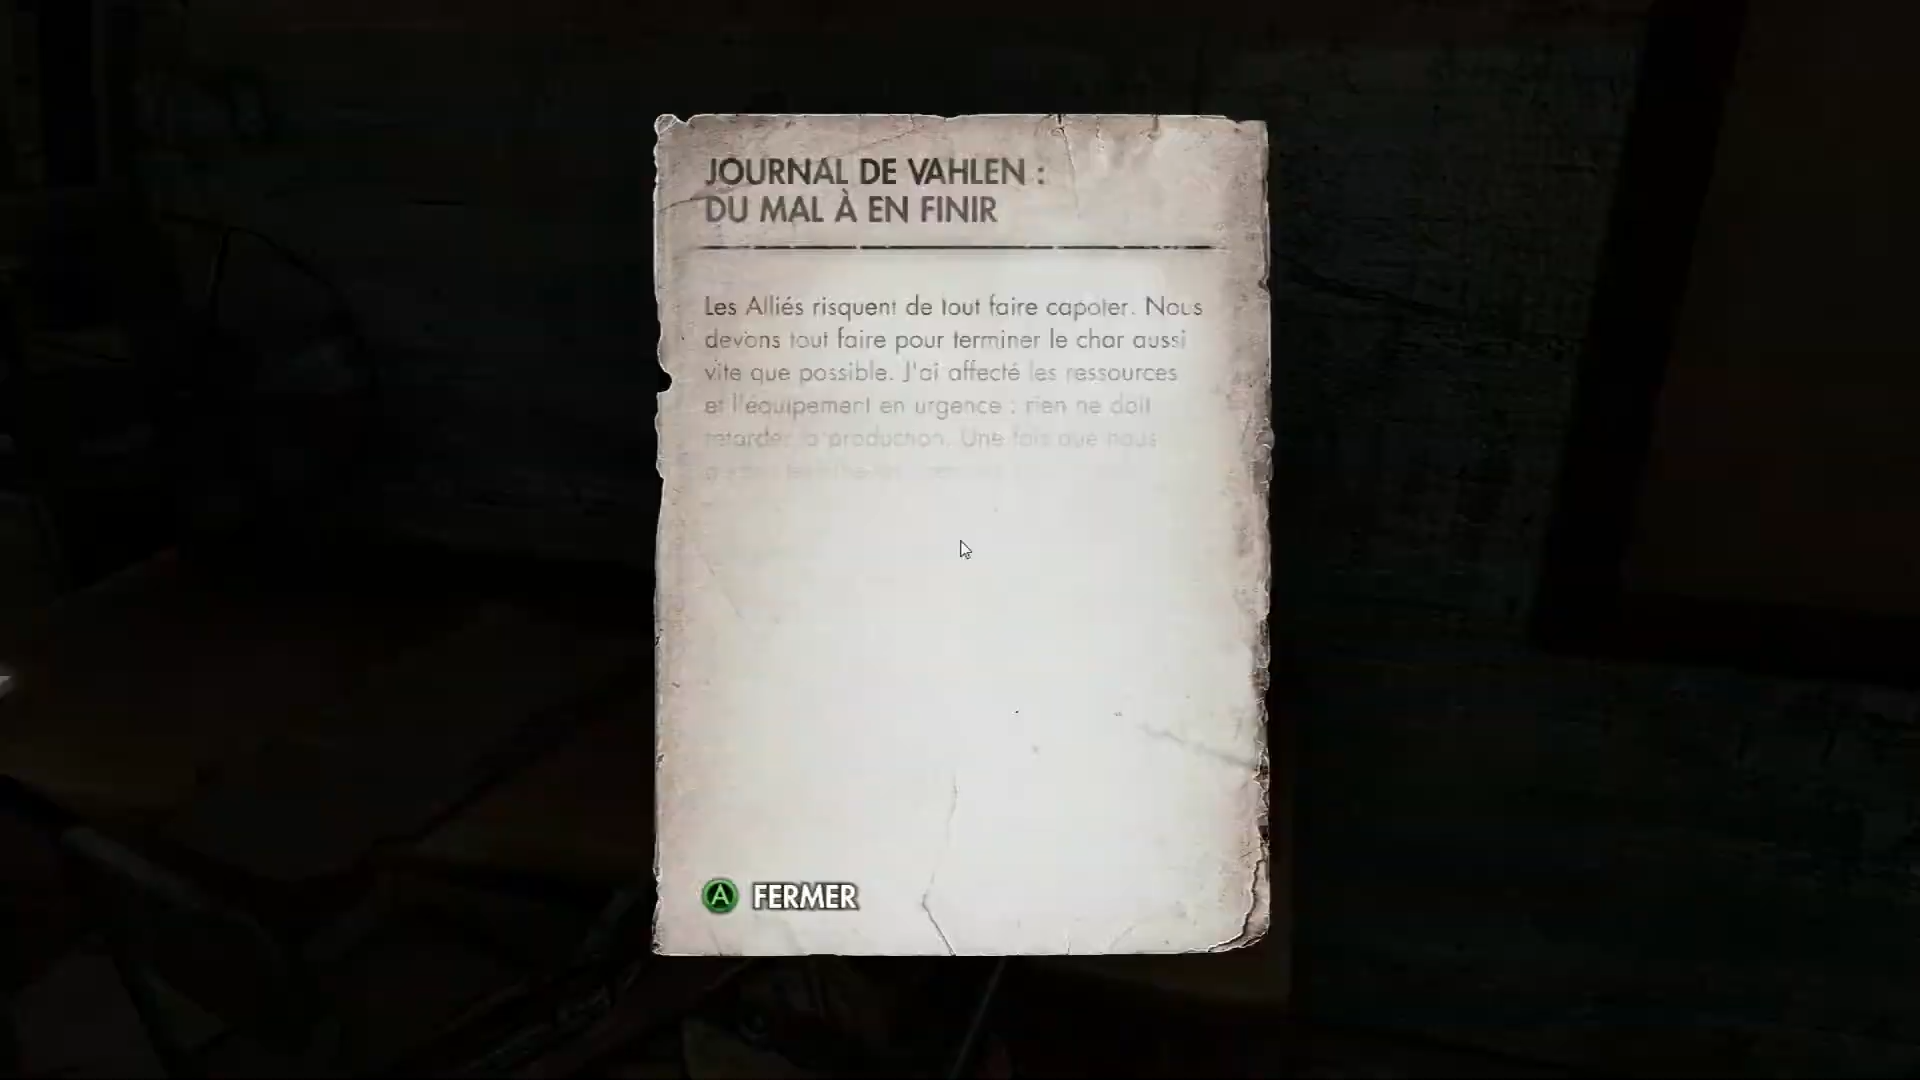 JOURNAL DE VAHLEN :
DU MAL À EN FINIR
Les Alliés risquent de tout faire capoter. Nous
devons tout faire pour terminer le char aussi
vite que possible. J'ai affecté les ressources
et l'équipement en urgence : rien ne doit
retarder la production. Une fois que nous
A FERMER